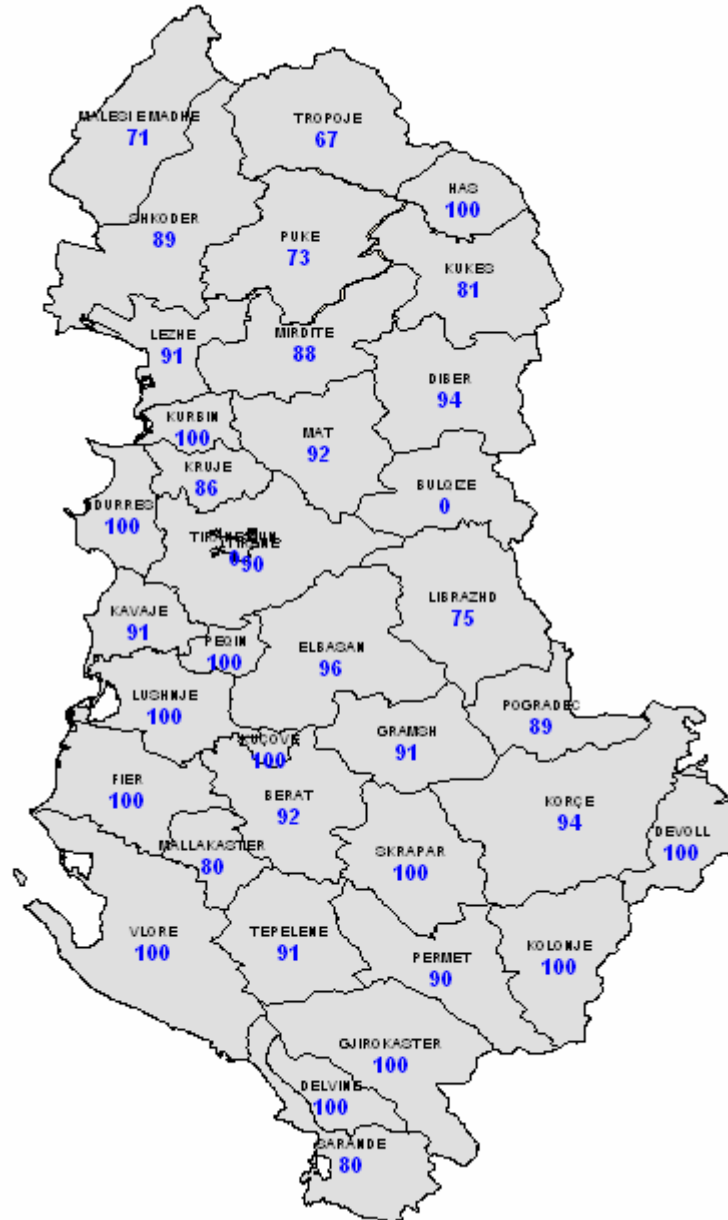 MALESI E MADHE
71
TROPOJE
67
HAS
100
SHKODER
89
PUKE
73
KUKES
81
LEZHE
91
MIRDITE
88
DIBER
94
KURBIN
100
MAT
92
KRUJE
86
BULQIZE
0
DURRES
100
TIRANE
90
LIBRAZHD
75
KAVAJE
91
PEQIN
100
ELBASAN
96
LUSHNJE
100
POGRADEC
89
KUÇOVE
100
GRAMSH
91
FIER
100
BERAT
92
KORÇE
94
DEVOLL
100
MALLAKASTER
80
SKRAPAR
100
VLORE
100
TEPELENE
91
PERMET
90
KOLONJE
100
GJIROKASTER
100
DELVINE
100
SARANDE
80